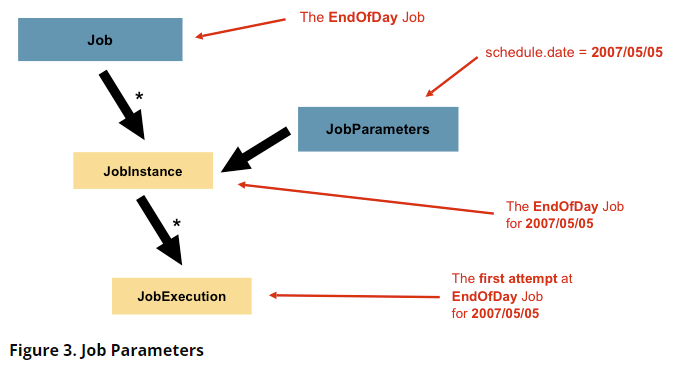 Job
The EndOfDay Job
schedule.date = 2007/05/05
*
JobParameters
JobInstance
The EndOfDay Job
for 2007/05/05
*
JobExecution
The first attempt at
EndOfDay Job
for 2007/05/05
Figure 3. Job Parameters